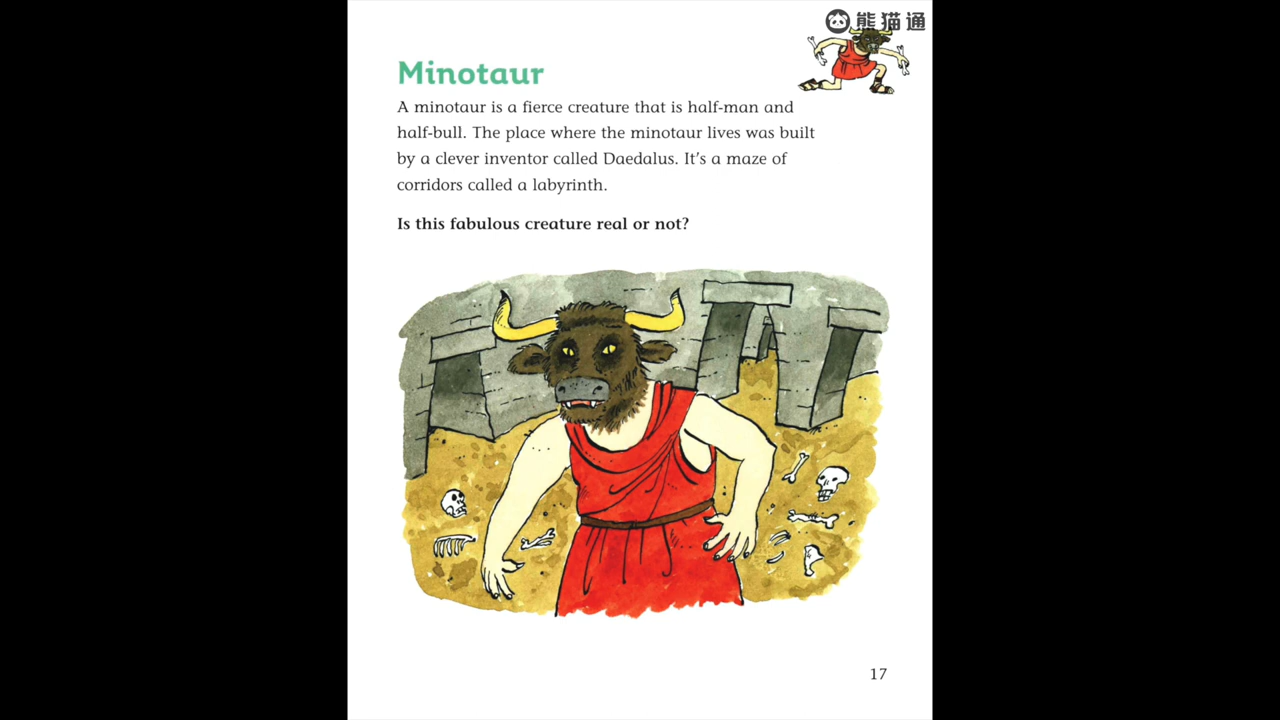 熊猫通
Minotaur
A minotaur is a fierce creature that is half-man and
half-bull. The place where the minotaur lives was built
by a clever inventor called Daedalus. It's a maze of
corridors called a labyrinth.
Is this fabulous creature real or not?
17